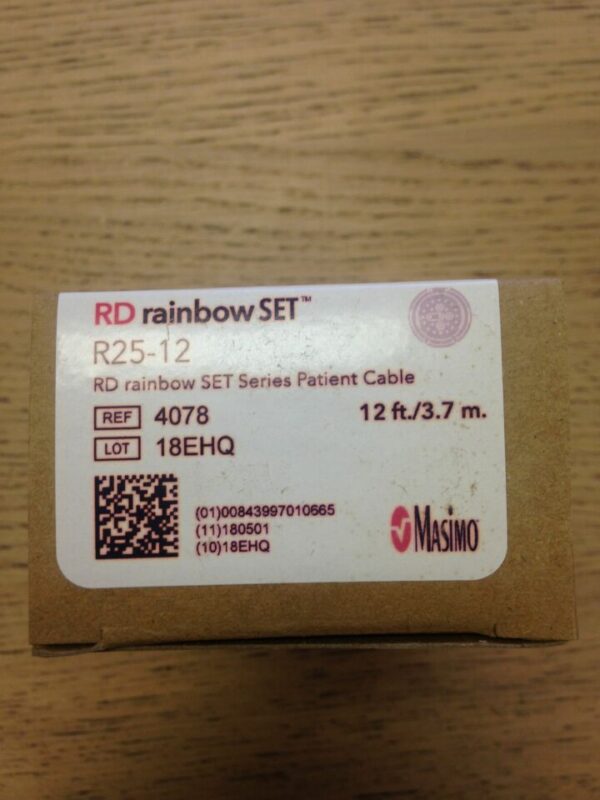 RD rainbow SET™
R25-12
RD rainbow SET Series Patient Cable
REF 4078 12 ft./3.7 m.
LOT 18EHQ
(01)00843997010665
(11)180501
(10)18EHQ
MASIMO